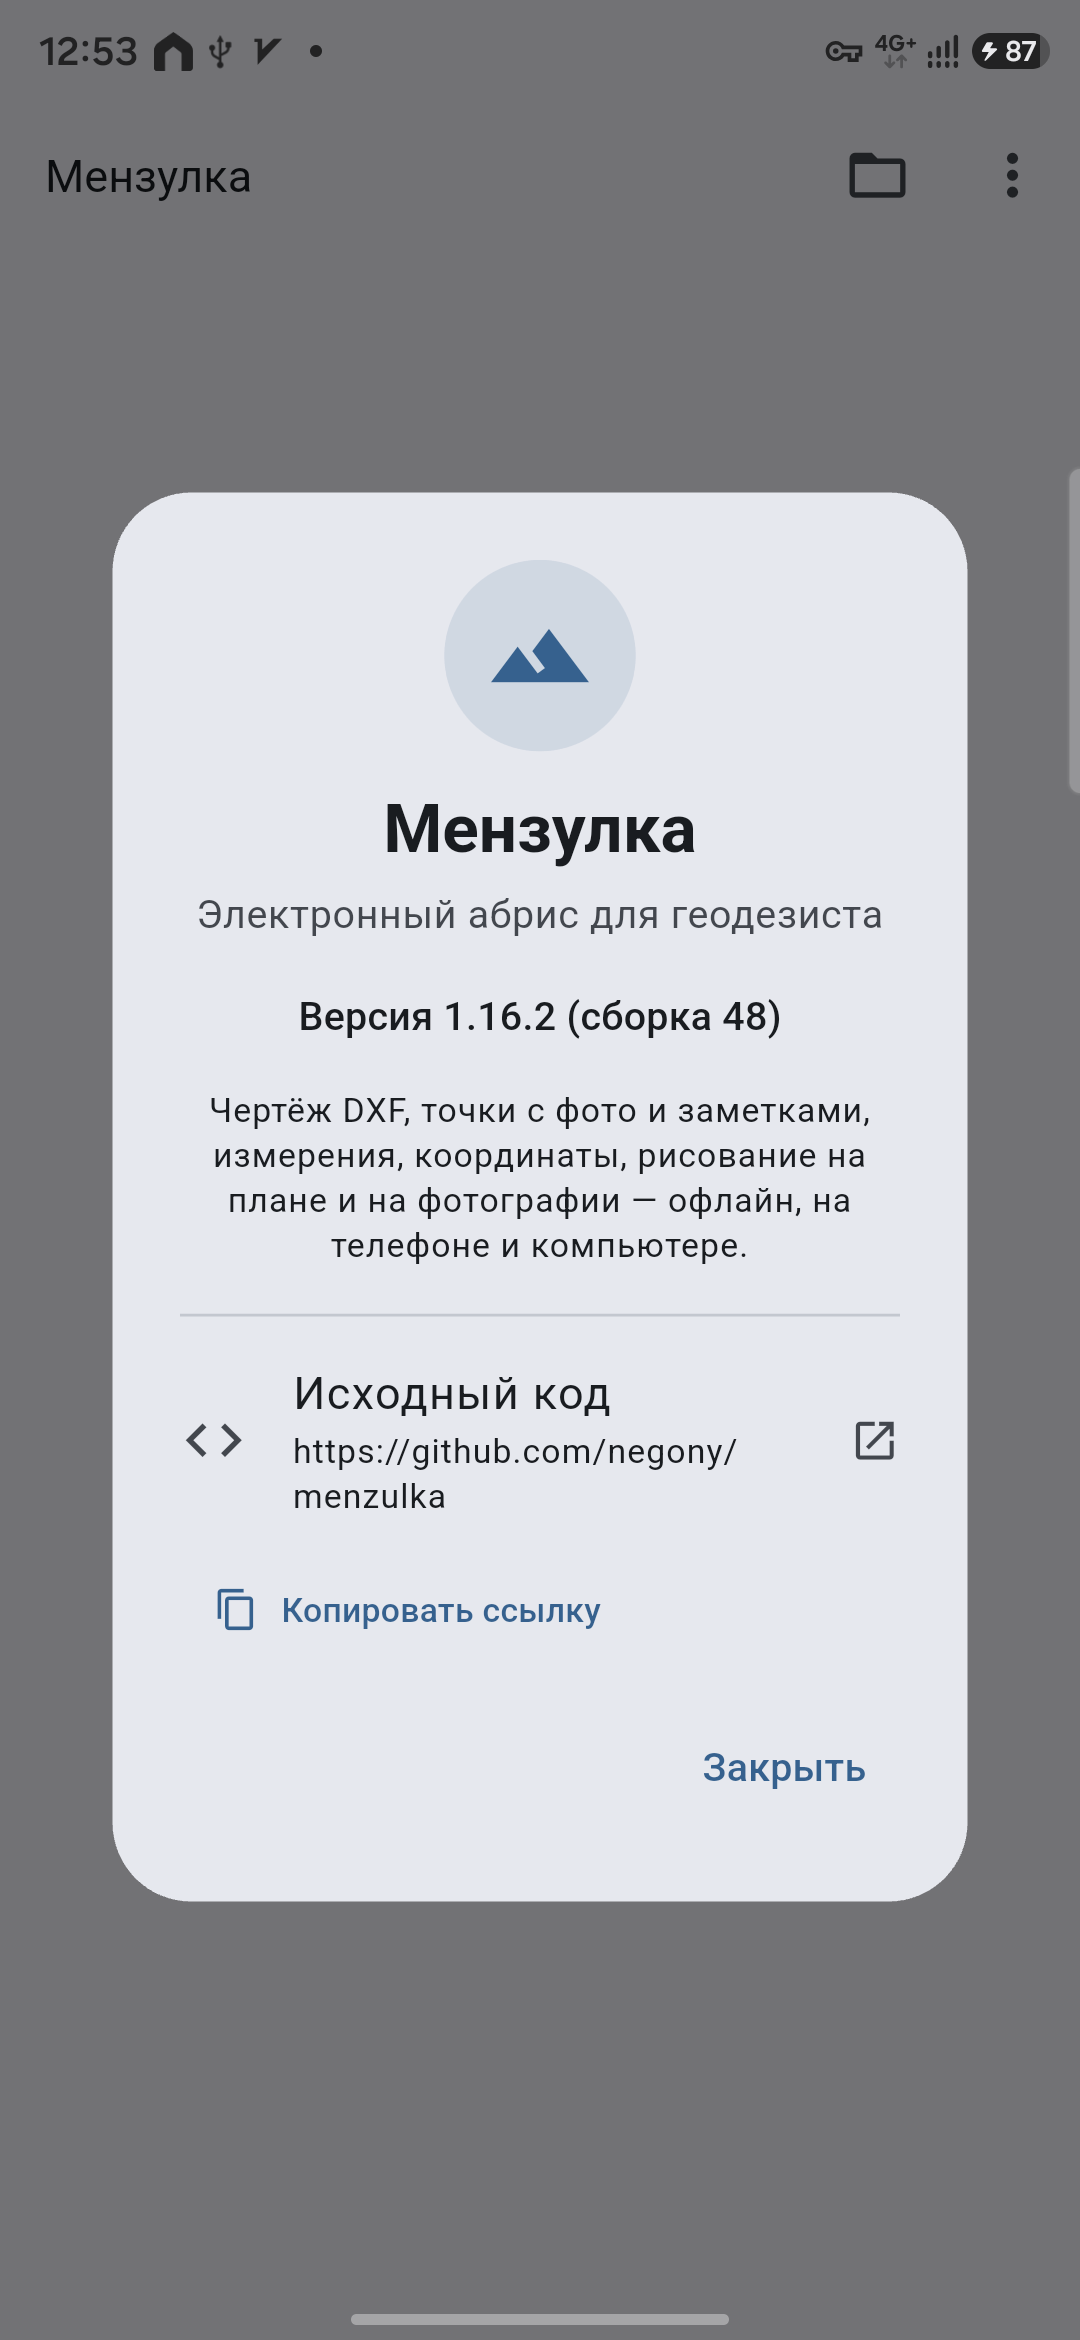 12:53
4G+
87
Мензулка
Мензулка
Электронный абрис для геодезиста
Версия 1.16.2 (сборка 48)
Чертёж DXF, точки с фото и заметками,
измерения, координаты, рисование на
плане и на фотографии — офлайн, на
телефоне и компьютере.
Исходный код
https://github.com/negony/
menzulka
Копировать ссылку
Закрыть